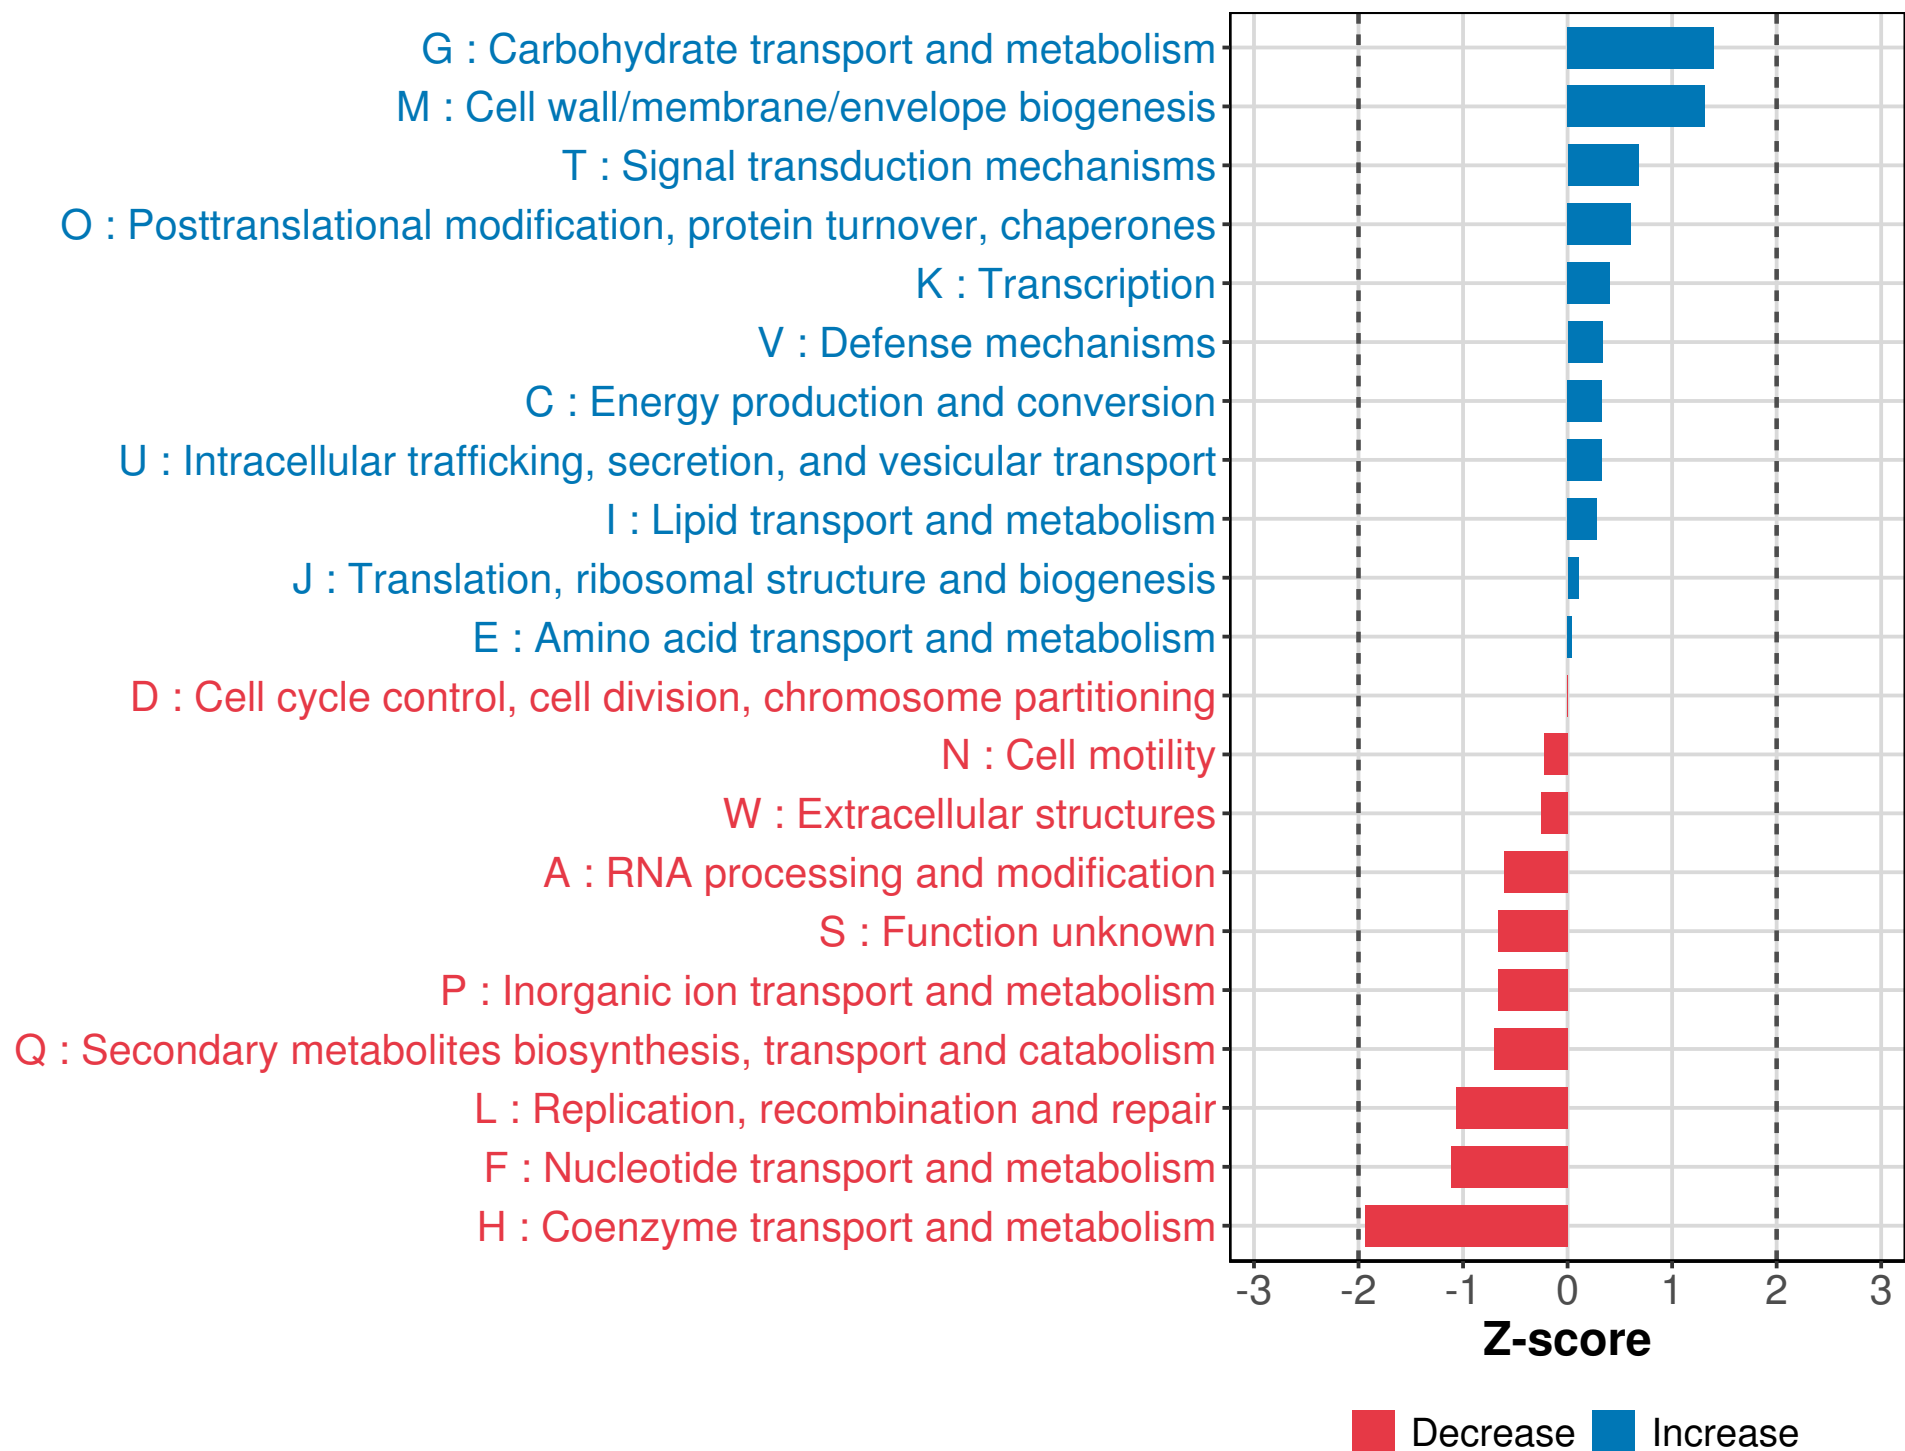 G : Carbohydrate transport and metabolism
M : Cell wall/membrane/envelope biogenesis
T : Signal transduction mechanisms
O : Posttranslational modification, protein turnover, chaperones
K : Transcription
V : Defense mechanisms
C : Energy production and conversion
U : Intracellular trafficking, secretion, and vesicular transport
I : Lipid transport and metabolism
J : Translation, ribosomal structure and biogenesis
E : Amino acid transport and metabolism
D : Cell cycle control, cell division, chromosome partitioning
N : Cell motility
W : Extracellular structures
A : RNA processing and modification
S : Function unknown
P : Inorganic ion transport and metabolism
Q : Secondary metabolites biosynthesis, transport and catabolism
L : Replication, recombination and repair
F : Nucleotide transport and metabolism
H : Coenzyme transport and metabolism
-3 -2 -1 0 1 2 3
Z-score
Decrease Increase